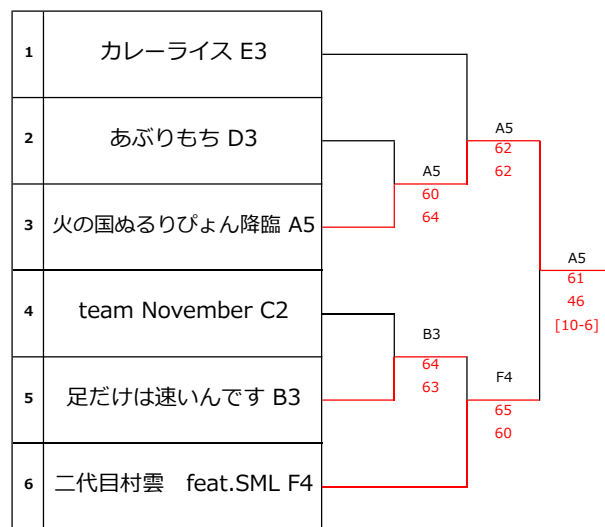 1 カレーライス E3
2 あぶりもち D3
3 火の国ぬるりぴょん降臨 A5
4 team November C2
5 足だけは速いんです B3
6 二代目村雲　feat.SML F4
A5
60
64
B3
64
63
A5
62
62
F4
65
60
A5
61
46
[10-6]